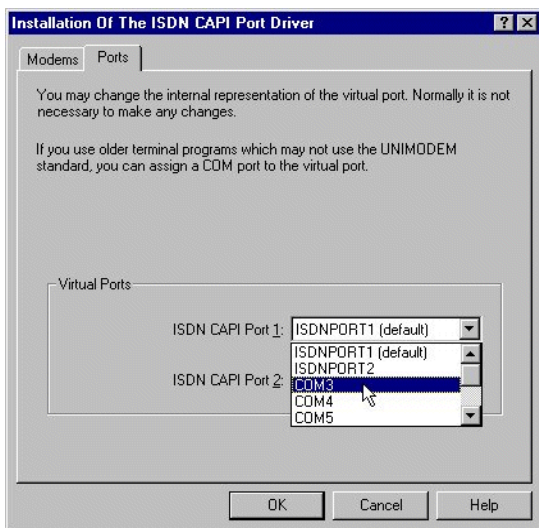 Installation Of The ISDN CAPI Port Driver
Modems
Ports
You may change the internal representation of the virtual port. Normally it is not
necessary to make any changes.
If you use older terminal programs which may not use the UNIMODEM
standard, you can assign a COM port to the virtual port.
Virtual Ports
ISDN CAPI Port 1: ISDNPORT1 (default)
ISDNPORT1 (default)
ISDNPORT2
ISDN CAPI Port 2: COM3
COM4
COM5
OK
Cancel
Help